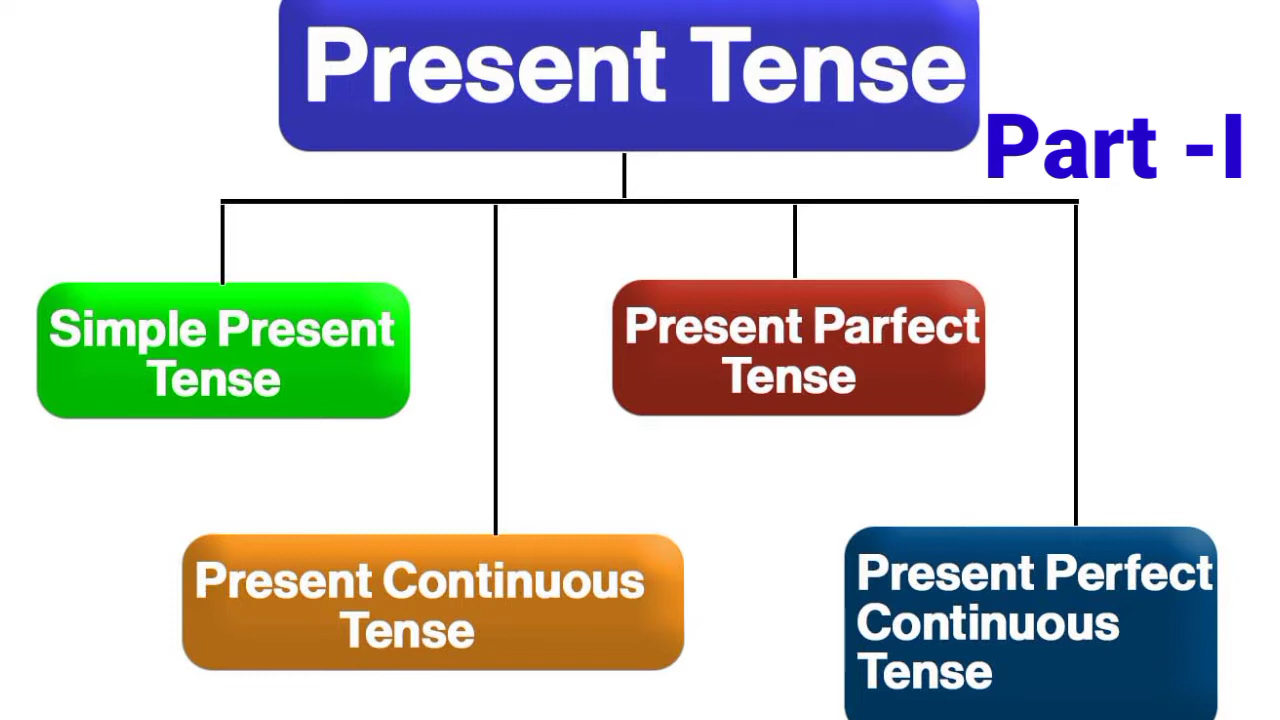 Present Tense
Part -I
Simple Present
Tense
Present Parfect
Tense
Present Continuous
Tense
Present Perfect
Continuous
Tense